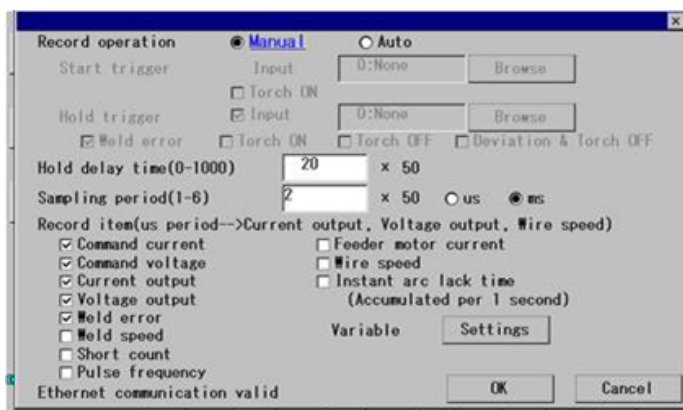 Record operation Manual Auto
Start trigger Input 0:None Browse
Torch ON
Hold trigger Input 0:None Browse
Weld error Torch ON Torch OFF Deviation & Torch OFF
Hold delay time(0-1000) 20 × 50
Sampling period(1-6) 2 × 50 us ms
Record item(us period-->Current output, Voltage output, Wire speed)
Command current Feeder motor current
Command voltage Wire speed
Current output Instant arc lack time
Voltage output (Accumulated per 1 second)
Weld error
Weld speed Variable Settings
Short count
Pulse frequency
Ethernet communication valid OK Cancel